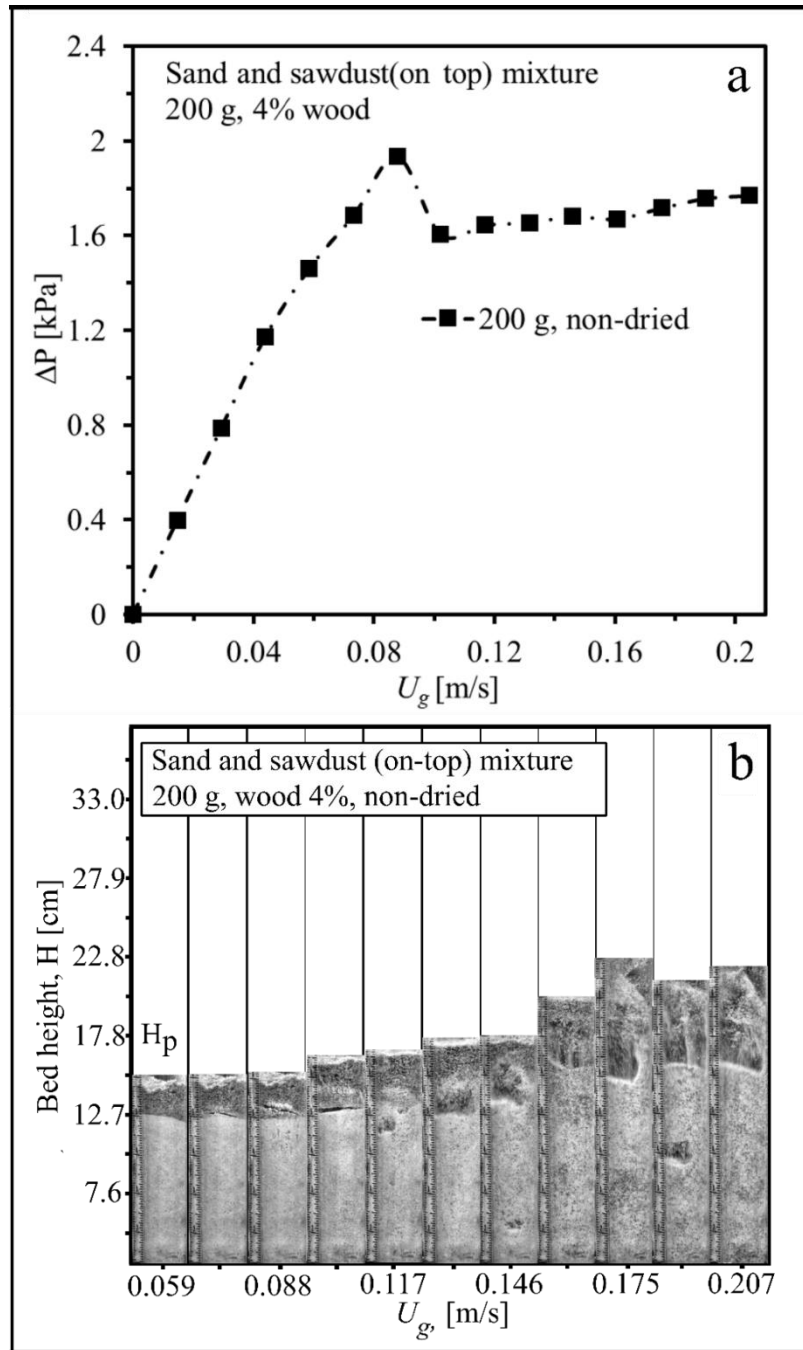 2.4
2
1.6
1.2
0.8
0.4
0
ΔP [kPa]
Sand and sawdust(on top) mixture
200 g, 4% wood
a
200 g, non-dried
0 0.04 0.08 0.12 0.16 0.2
U_g [m/s]
Sand and sawdust (on-top) mixture
200 g, wood 4%, non-dried
b
33.0
27.9
22.8
17.8
12.7
7.6
Bed height, H [cm]
H_p
0.059 0.088 0.117 0.146 0.175 0.207
U_g, [m/s]